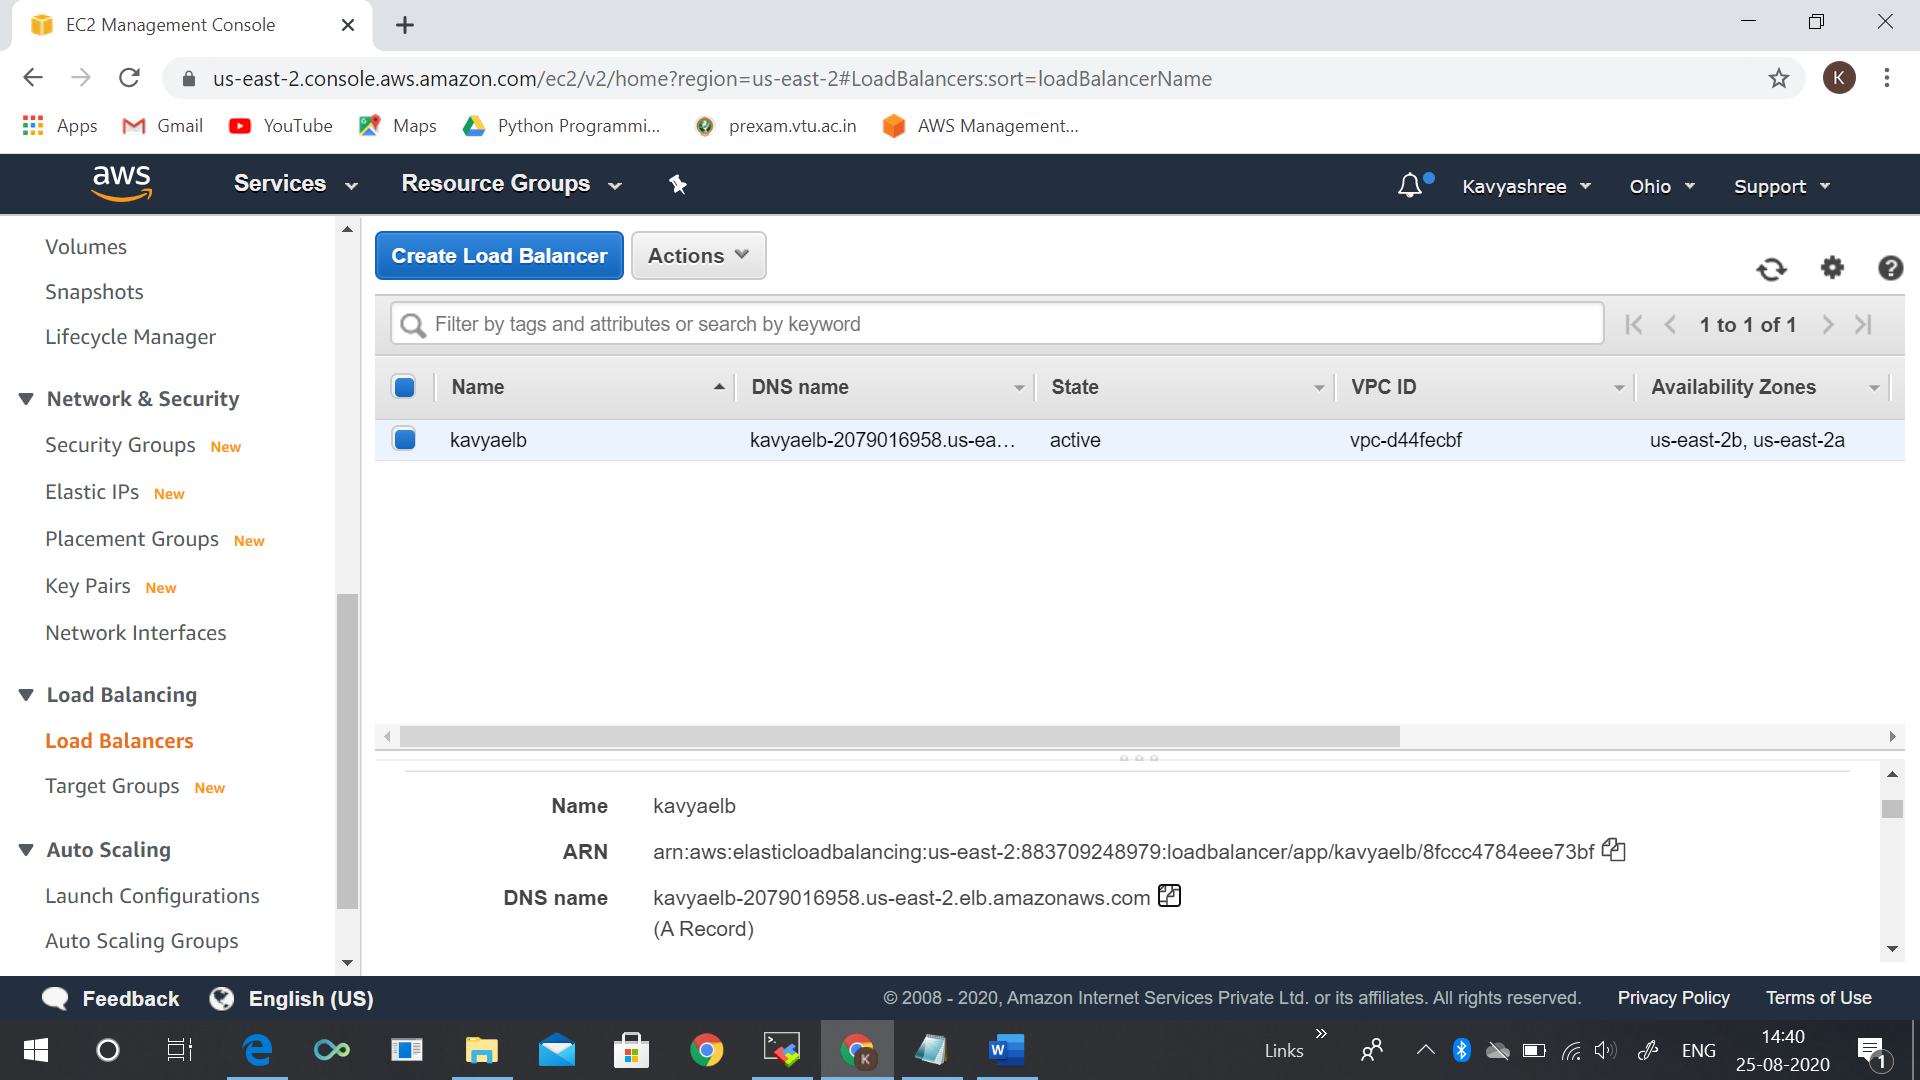 EC2 Management Console
us-east-2.console.aws.amazon.com/ec2/v2/home?region=us-east-2#LoadBalancers:sort=loadBalancerName
K
Apps
Gmail
YouTube
Maps
Python Programmi...
prexam.vtu.ac.in
AWS Management...
aws
Services
Resource Groups
Kavyashree
Ohio
Support
Volumes
Snapshots
Lifecycle Manager
Network & Security
Security Groups New
Elastic IPs New
Placement Groups New
Key Pairs New
Network Interfaces
Load Balancing
Load Balancers
Target Groups New
Auto Scaling
Launch Configurations
Auto Scaling Groups
Create Load Balancer
Actions
Filter by tags and attributes or search by keyword
1 to 1 of 1
Name DNS name State VPC ID Availability Zones
kavyaelb kavyaelb-2079016958.us-ea... active vpc-d44fecbf us-east-2b, us-east-2a
Name kavyaelb
ARN arn:aws:elasticloadbalancing:us-east-2:883709248979:loadbalancer/app/kavyaelb/8fccc4784eee73bf
DNS name kavyaelb-2079016958.us-east-2.elb.amazonaws.com
(A Record)
Feedback
English (US)
© 2008 - 2020, Amazon Internet Services Private Ltd. or its affiliates. All rights reserved.
Privacy Policy
Terms of Use
K
W
Links
ENG
14:40
25-08-2020
1